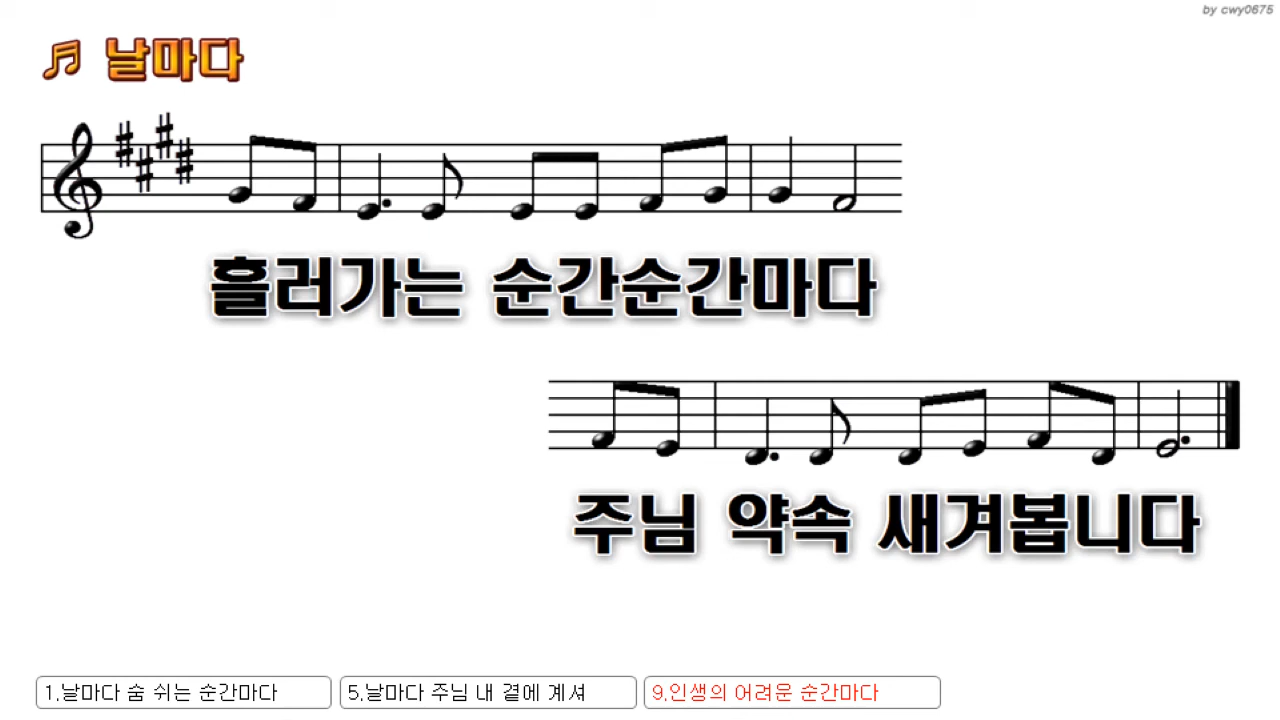 by cwy0675
날마다
흘러가는 순간순간마다
주님 약속 새겨봅니다
1.날마다 숨 쉬는 순간마다
5.날마다 주님 내 곁에 계셔
9.인생의 어려운 순간마다